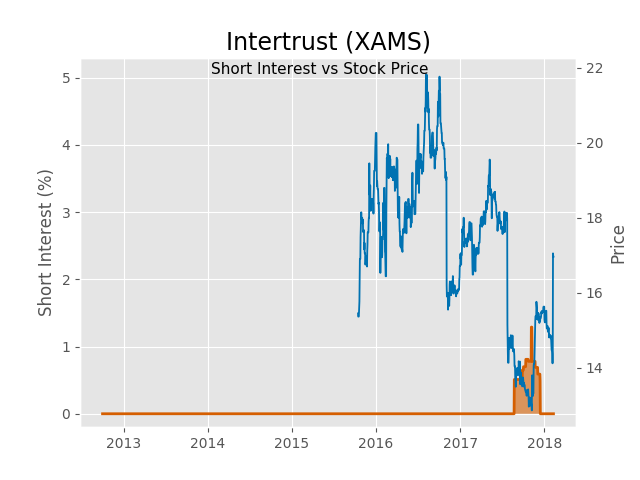 Intertrust (XAMS)
Short Interest vs Stock Price
Short Interest (%)
5
4
3
2
1
0
22
20
18
16
14
Price
2013 2014 2015 2016 2017 2018